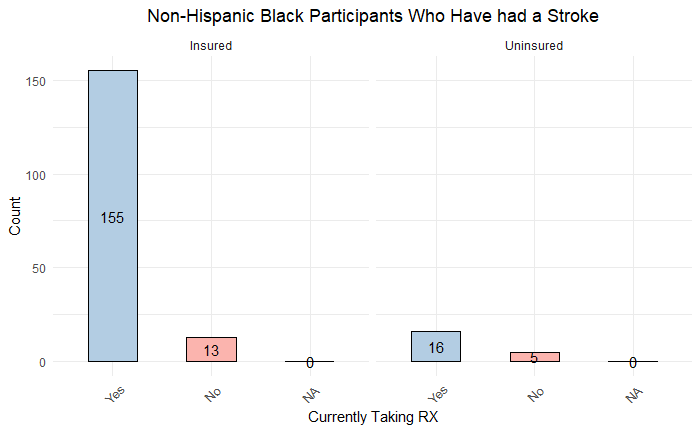 Non-Hispanic Black Participants Who Have had a Stroke
Insured
Uninsured
Count
150
100
50
0
155
13
0
16
5
0
Yes
No
NA
Yes
No
NA
Currently Taking RX